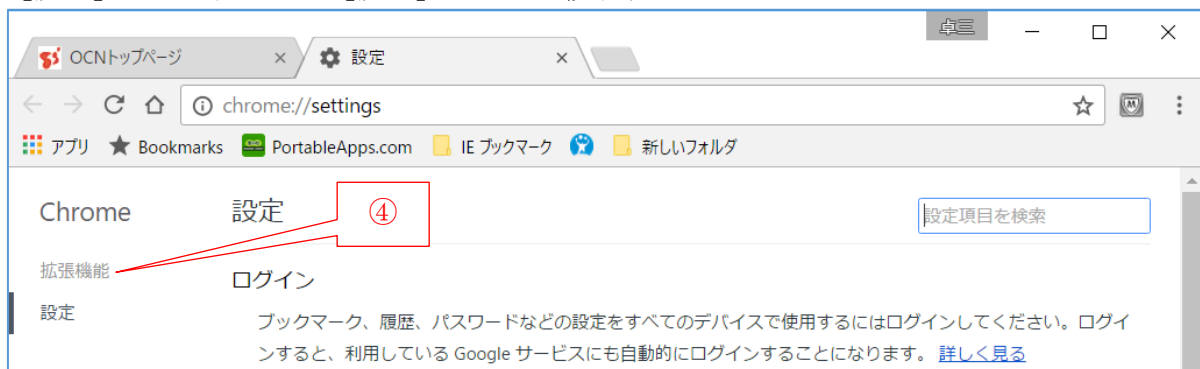 卓三
OCNトップページ
設定
chrome://settings
アプリ Bookmarks PortableApps.com IE ブックマーク 新しいフォルダ
Chrome
設定
④
設定項目を検索
拡張機能
設定
ログイン
ブックマーク、履歴、パスワードなどの設定をすべてのデバイスで使用するにはログインしてください。ログイ
ンすると、利用している Google サービスにも自動的にログインすることになります。 詳しく見る